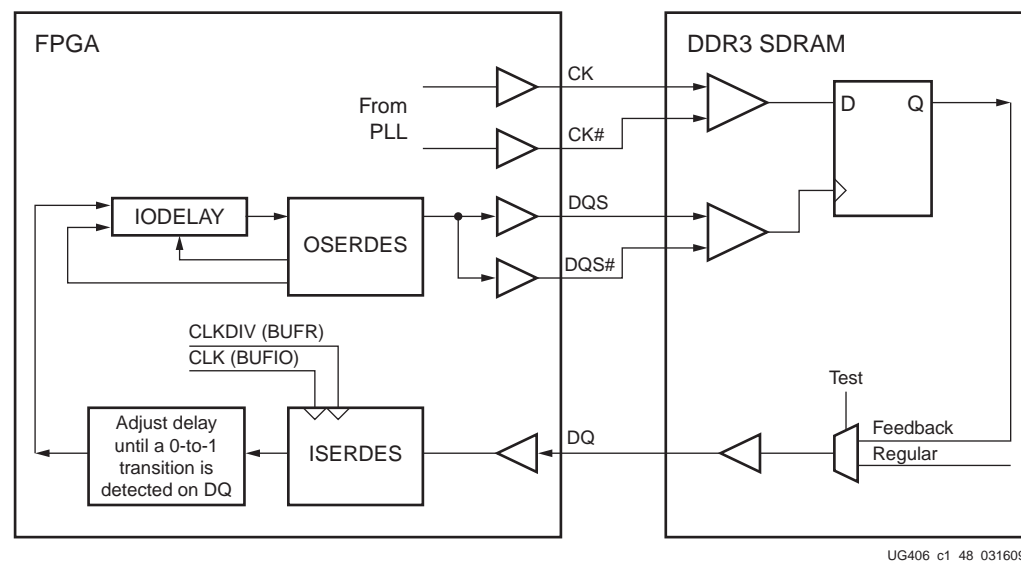 FPGA
DDR3 SDRAM
From
PLL
CK
CK#
D
Q
IODELAY
OSERDES
DQS
DQS#
CLKDIV (BUFR)
CLK (BUFIO)
Test
Adjust delay
until a 0-to-1
transition is
detected on DQ
ISERDES
DQ
Feedback
Regular
UG406_c1_48_031609